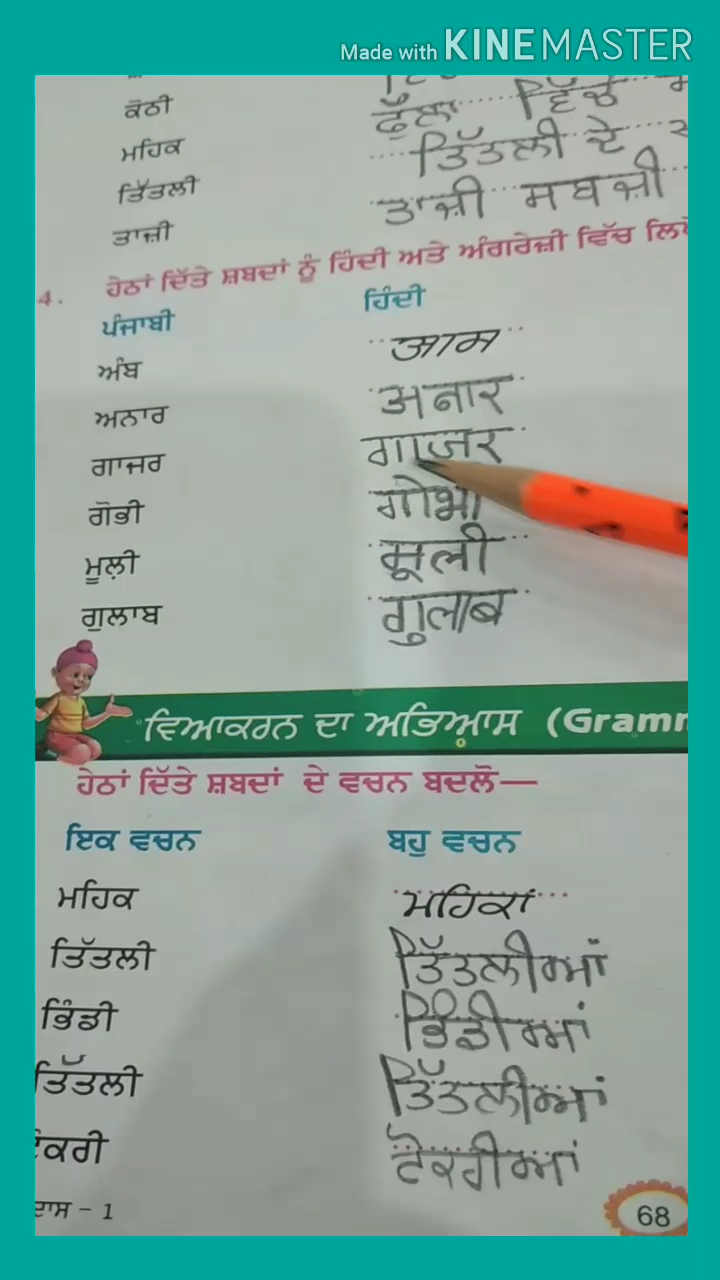 Made with KINEMASTER
ਕੋਠੀ
ਫੁੱਲਾਂ ਵਿੱਚੋਂ
ਮਹਿਕ
ਤਿੱਤਲੀ ਦੇ
ਤਿੱਤਲੀ
ਤਾਜ਼ੀ ਸਬਜ਼ੀ
ਤਾਜ਼ੀ
4. ਹੇਠਾਂ ਦਿੱਤੇ ਸ਼ਬਦਾਂ ਨੂੰ ਹਿੰਦੀ ਅਤੇ ਅੰਗਰੇਜ਼ੀ ਵਿੱਚ
ਪੰਜਾਬੀ ਹਿੰਦੀ
ਅੰਬ आम
ਅਨਾਰ अनार
ਗਾਜਰ गाजर
ਗੋਭੀ गोभी
ਮੂਲੀ मूली
ਗੁਲਾਬ गुलाब
ਵਿਆਕਰਨ ਦਾ ਅਭਿਆਸ (Gramm
ਹੇਠਾਂ ਦਿੱਤੇ ਸ਼ਬਦਾਂ ਦੇ ਵਚਨ ਬਦਲੋ—
ਇਕ ਵਚਨ ਬਹੁ ਵਚਨ
ਮਹਿਕ ਮਹਿਕਾਂ
ਤਿੱਤਲੀ ਤਿੱਤਲੀਆਂ
ਭਿੰਡੀ ਭਿੰਡੀਆਂ
ਤਿੱਤਲੀ ਤਿੱਤਲੀਆਂ
ਟੋਕਰੀਆਂ
- 1 68